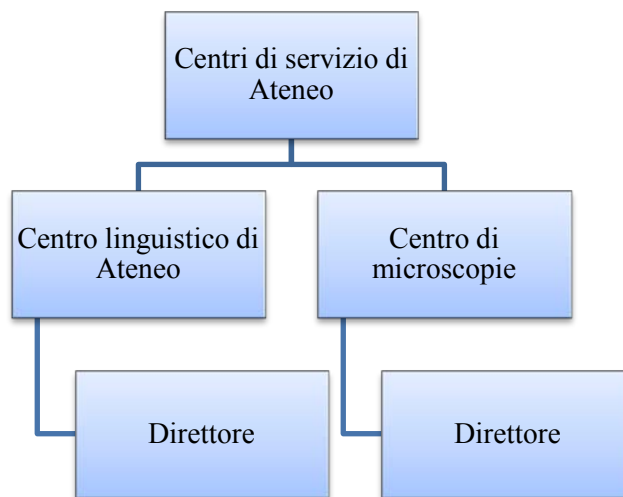 Centri di servizio di
Ateneo
Centro linguistico di
Ateneo
Centro di
microscopie
Direttore
Direttore